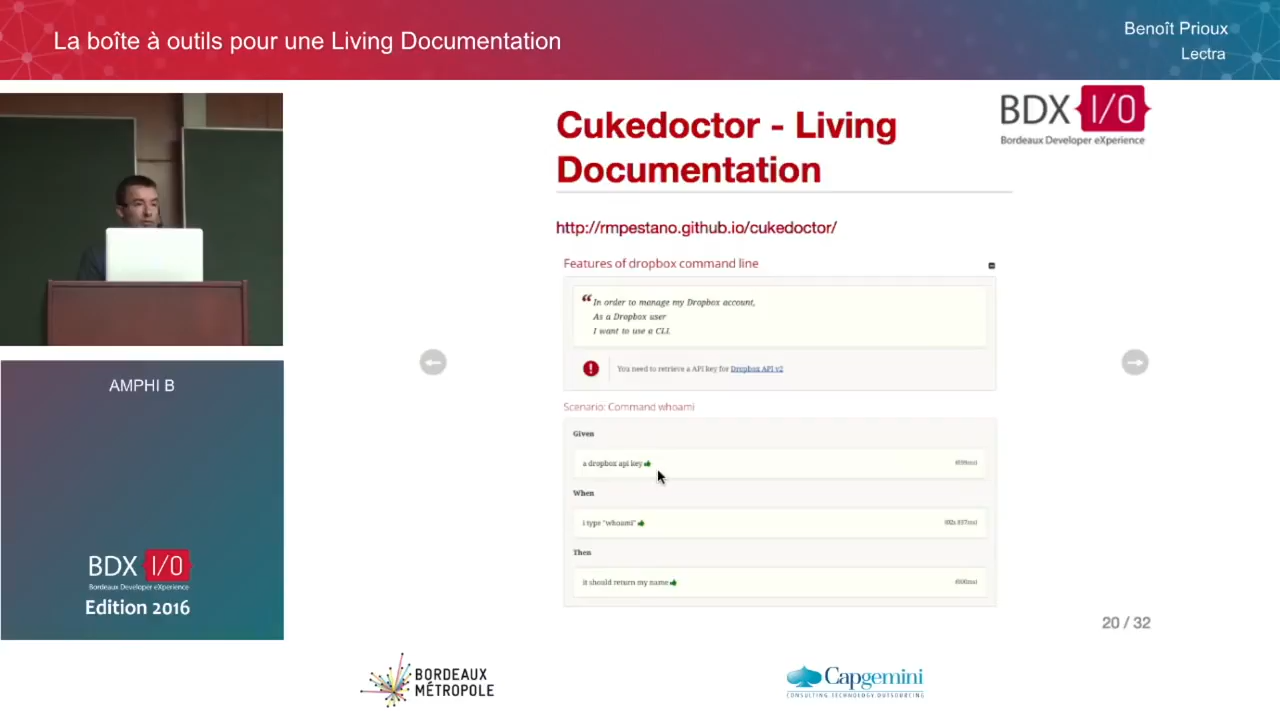 La boîte à outils pour une Living Documentation
Benoît Prioux
Lectra
BDX I/O
Bordeaux Developer eXperience
Cukedoctor - Living
Documentation
http://rmpestano.github.io/cukedoctor/
Features of dropbox command line
“ In order to manage my Dropbox account,
As a Dropbox user
I want to use a CLI.
You need to retrieve a API key for Dropbox API v2
Scenario: Command whoami
Given
a dropbox api key
When
i type "whoami"
Then
it should return my name
20 / 32
AMPHI B
BDX I/O
Bordeaux Developer eXperience
Edition 2016
BORDEAUX
MÉTROPOLE
Capgemini
CONSULTING.TECHNOLOGY.OUTSOURCING